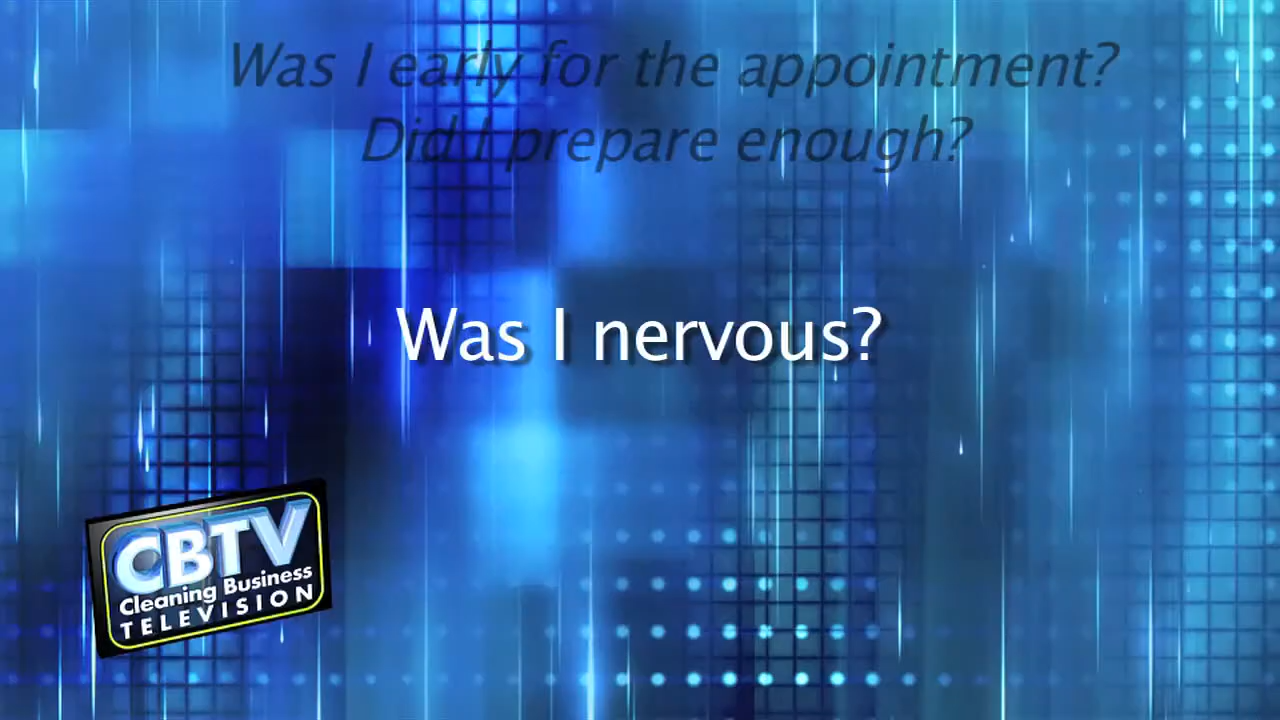 Was I early for the appointment?
Did I prepare enough?
Was I nervous?
CBTV
Cleaning Business
TELEVISION